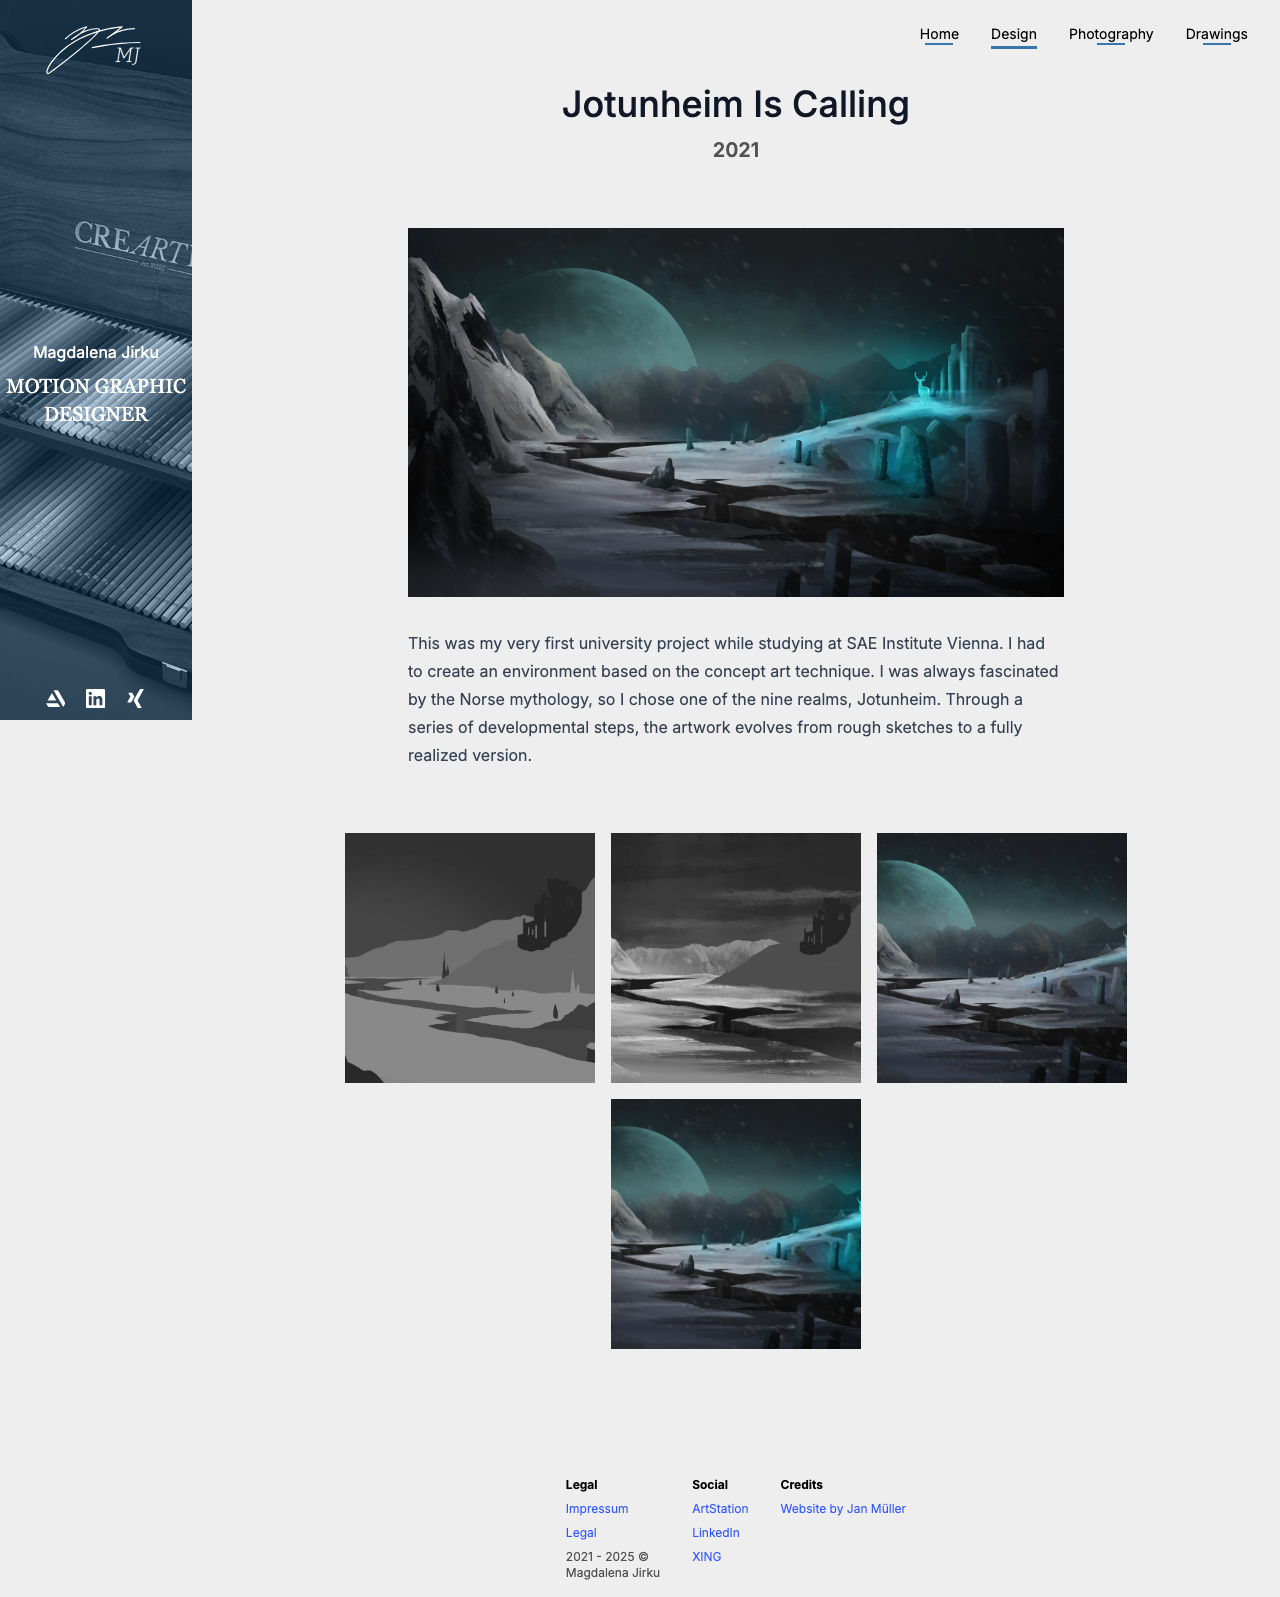 MJ
Home
Design
Photography
Drawings
Jotunheim Is Calling
2021
CREART
Magdalena Jirku
MOTION GRAPHIC
DESIGNER
This was my very first university project while studying at SAE Institute Vienna. I had
to create an environment based on the concept art technique. I was always fascinated
by the Norse mythology, so I chose one of the nine realms, Jotunheim. Through a
series of developmental steps, the artwork evolves from rough sketches to a fully
realized version.
Legal
Impressum
Legal
2021 - 2025 ©
Magdalena Jirku
Social
ArtStation
LinkedIn
XING
Credits
Website by Jan Müller